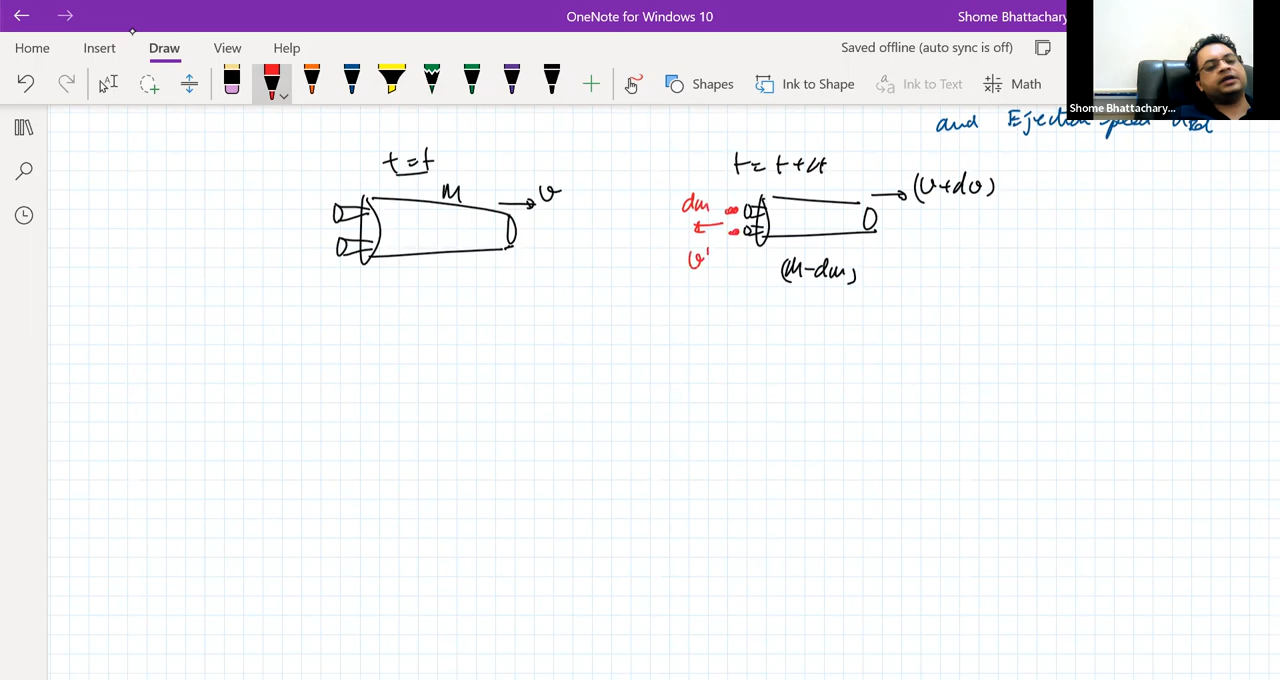 OneNote for Windows 10
Shome Bhattachary
Home Insert Draw View Help
Saved offline (auto sync is off)
Shapes
Ink to Shape
Ink to Text
Math
Shome Bhattachary...
and Ejection speed
t = t
M
v
t = t + dt
(v+dv)
dm
v'
(M-dm)